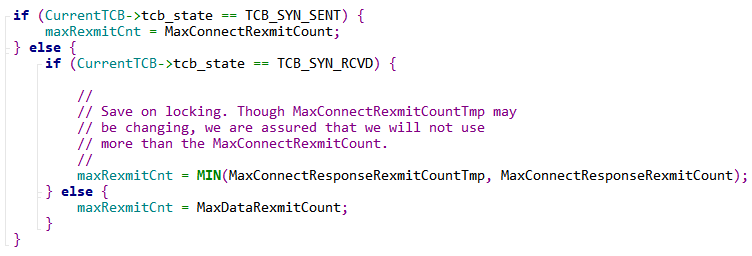 if (CurrentTCB->tcb_state == TCB_SYN_SENT) {
    maxRexmitCnt = MaxConnectRexmitCount;
} else {
    if (CurrentTCB->tcb_state == TCB_SYN_RCVD) {
        //
        // Save on locking. Though MaxConnectRexmitCountTmp may
        // be changing, we are assured that we will not use
        // more than the MaxConnectRexmitCount.
        //
        maxRexmitCnt = MIN(MaxConnectResponseRexmitCountTmp, MaxConnectResponseRexmitCount);
    } else {
        maxRexmitCnt = MaxDataRexmitCount;
    }
}